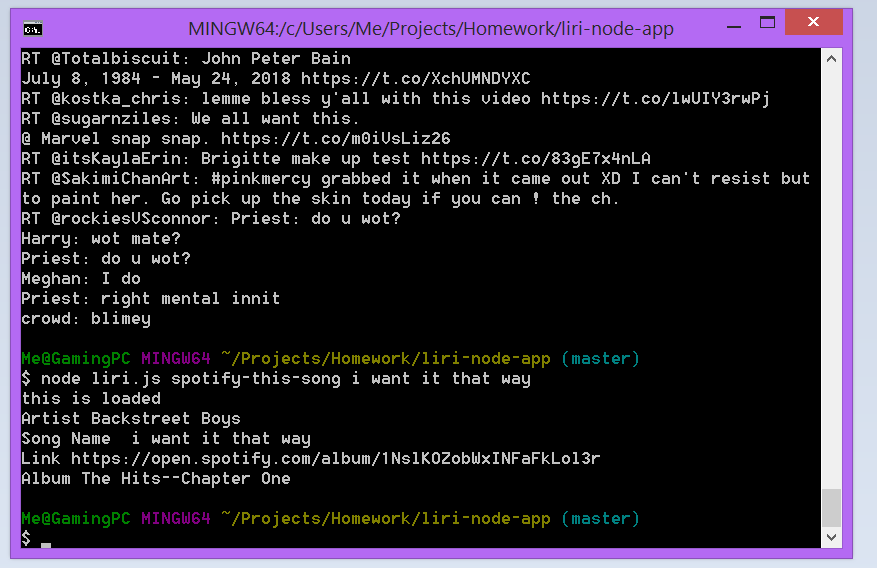 MINGW64:/c/Users/Me/Projects/Homework/liri-node-app
RT @Totalbiscuit: John Peter Bain
July 8, 1984 - May 24, 2018 https://t.co/XchUMNDYXC
RT @kostka_chris: lemme bless y'all with this video https://t.co/lwUIY3rwPj
RT @sugarnziles: We all want this.
@ Marvel snap snap. https://t.co/m0iVsLiz26
RT @itsKaylaErin: Brigitte make up test https://t.co/83gE7x4nLA
RT @SakimiChanArt: #pinkmercy grabbed it when it came out XD I can't resist but
to paint her. Go pick up the skin today if you can ! the ch.
RT @rockiesVSconnor: Priest: do u wot?
Harry: wot mate?
Priest: do u wot?
Meghan: I do
Priest: right mental innit
crowd: blimey
Me@GamingPC MINGW64 ~/Projects/Homework/liri-node-app (master)
$ node liri.js spotify-this-song i want it that way
this is loaded
Artist Backstreet Boys
Song Name  i want it that way
Link https://open.spotify.com/album/1NslKOZobWxINFaFkLol3r
Album The Hits--Chapter One
Me@GamingPC MINGW64 ~/Projects/Homework/liri-node-app (master)
$